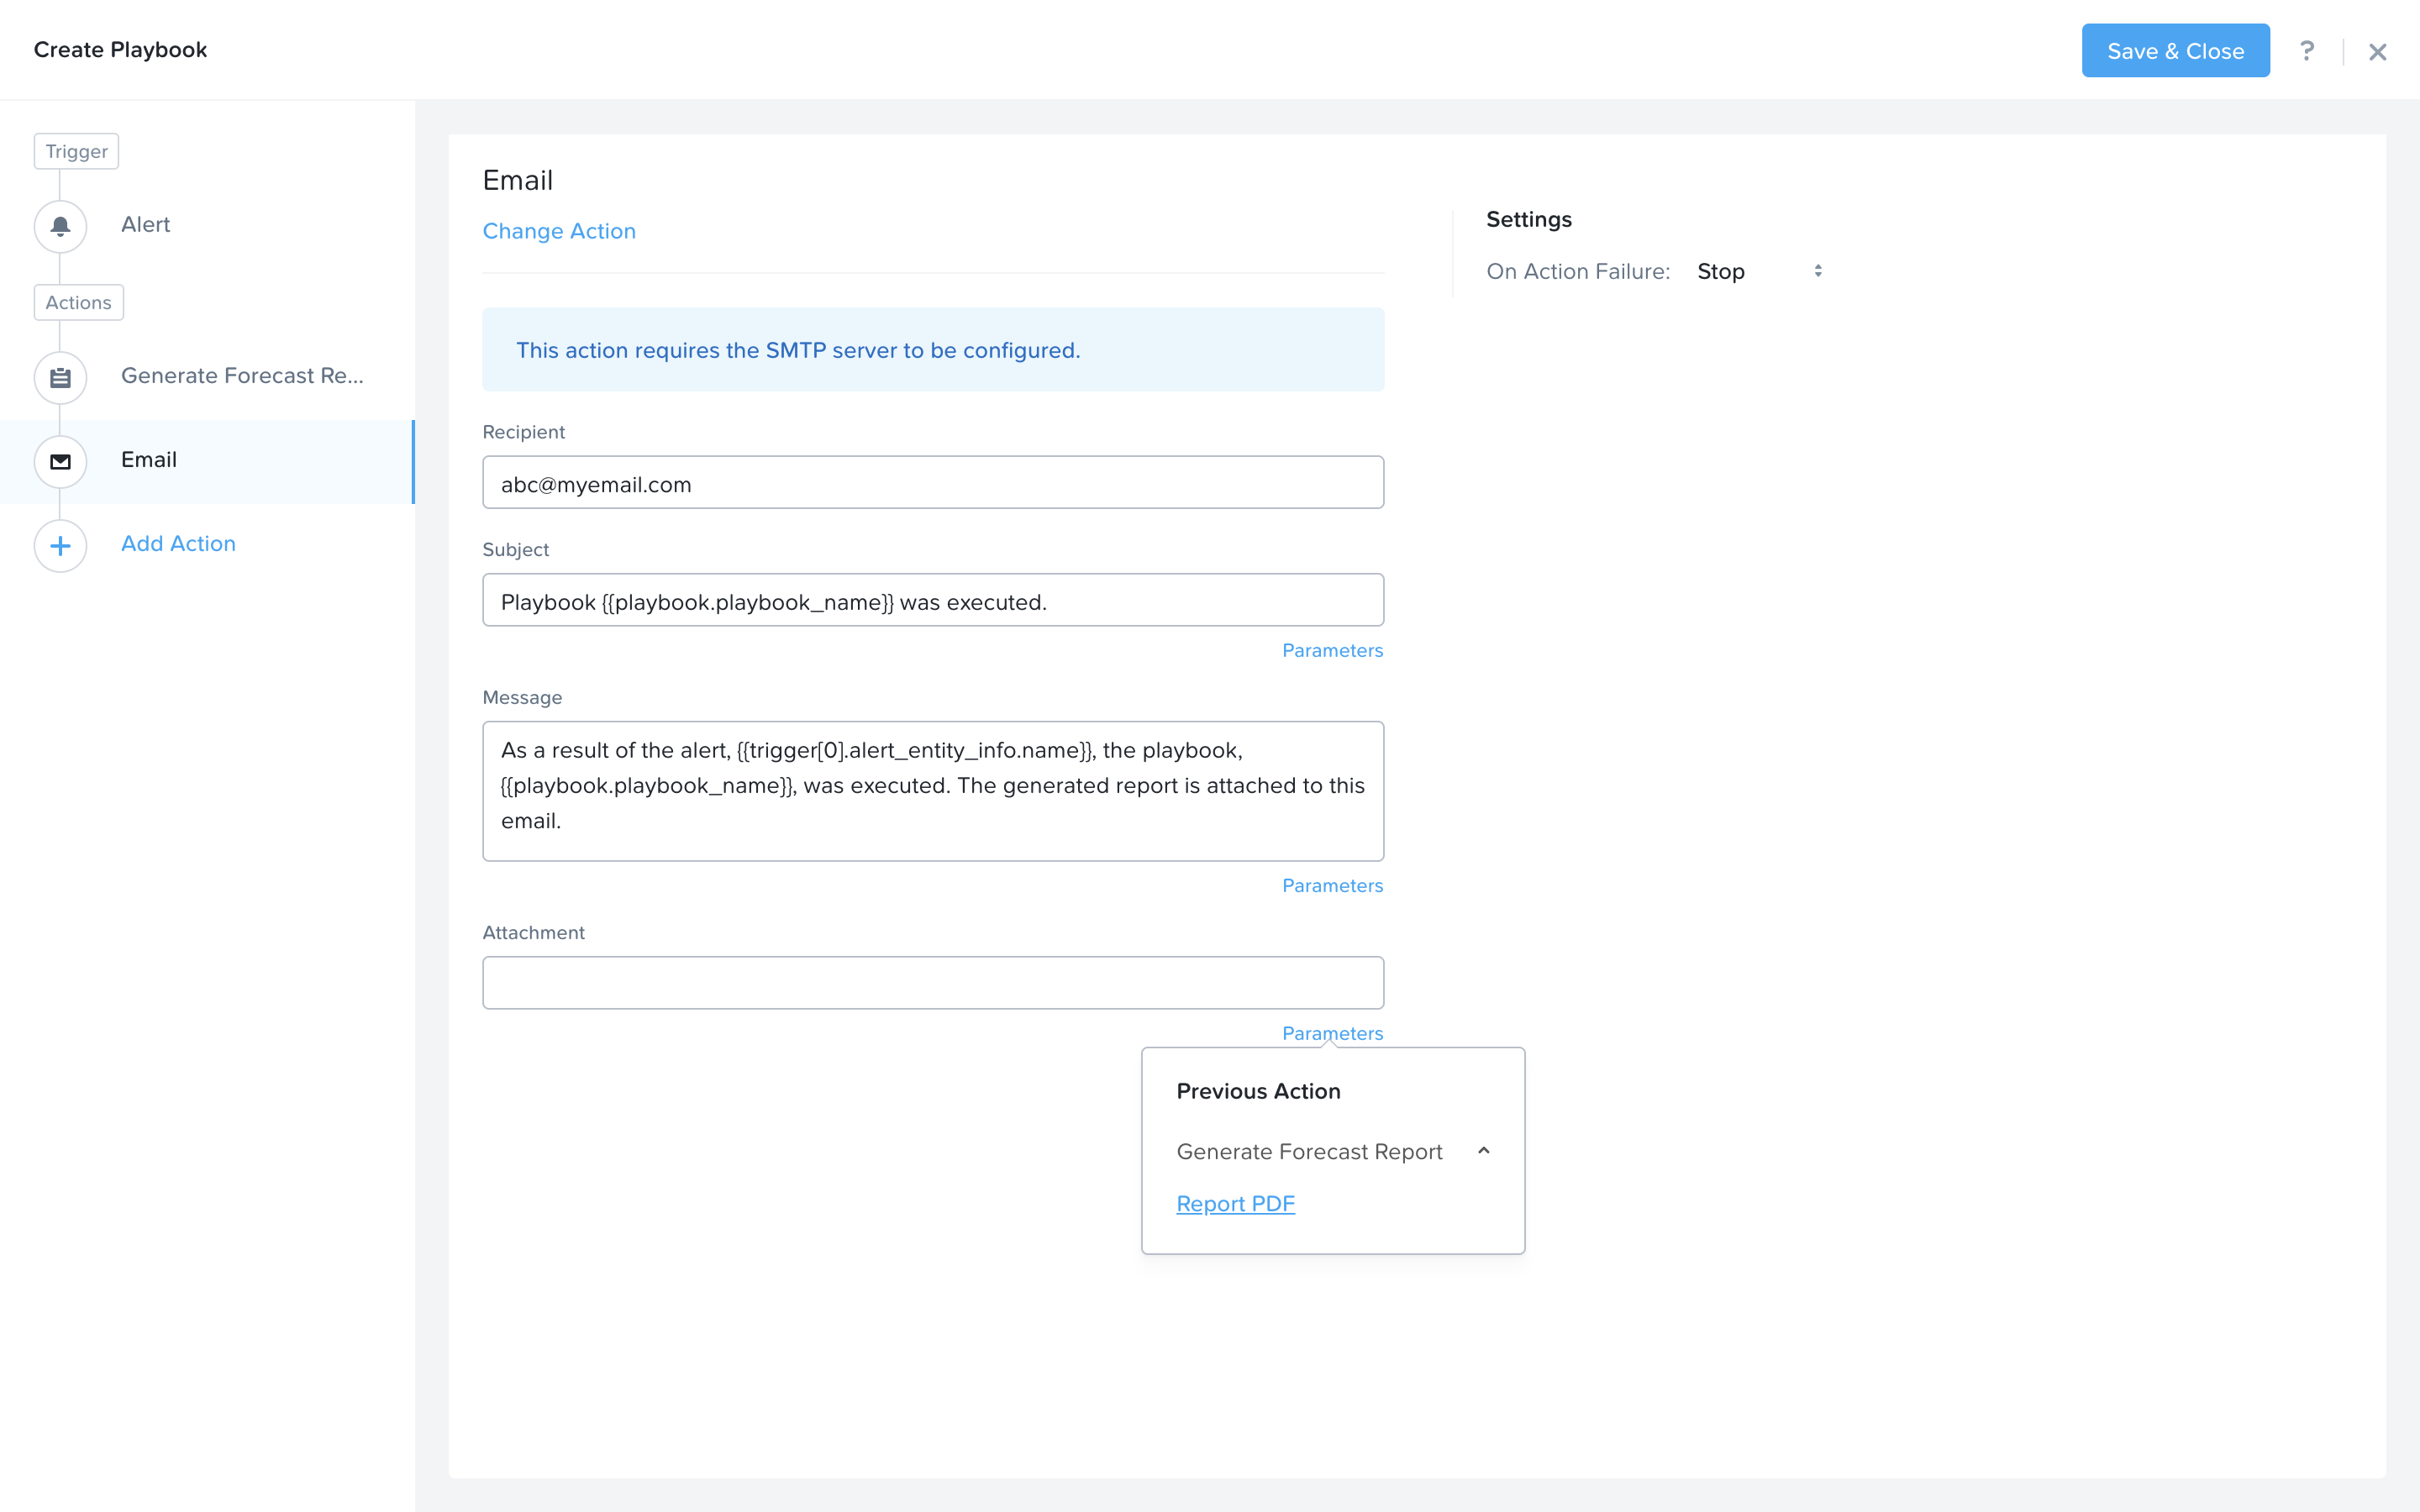 Create Playbook
Save & Close
?
Trigger
Alert
Actions
Generate Forecast Re...
Email
Add Action
Email
Change Action
This action requires the SMTP server to be configured.
Recipient
abc@myemail.com
Subject
Playbook {{playbook.playbook_name}} was executed.
Parameters
Message
As a result of the alert, {{trigger[0].alert_entity_info.name}}, the playbook,
{{playbook.playbook_name}}, was executed. The generated report is attached to this
email.
Parameters
Attachment
Parameters
Previous Action
Generate Forecast Report
Report PDF
Settings
On Action Failure: Stop